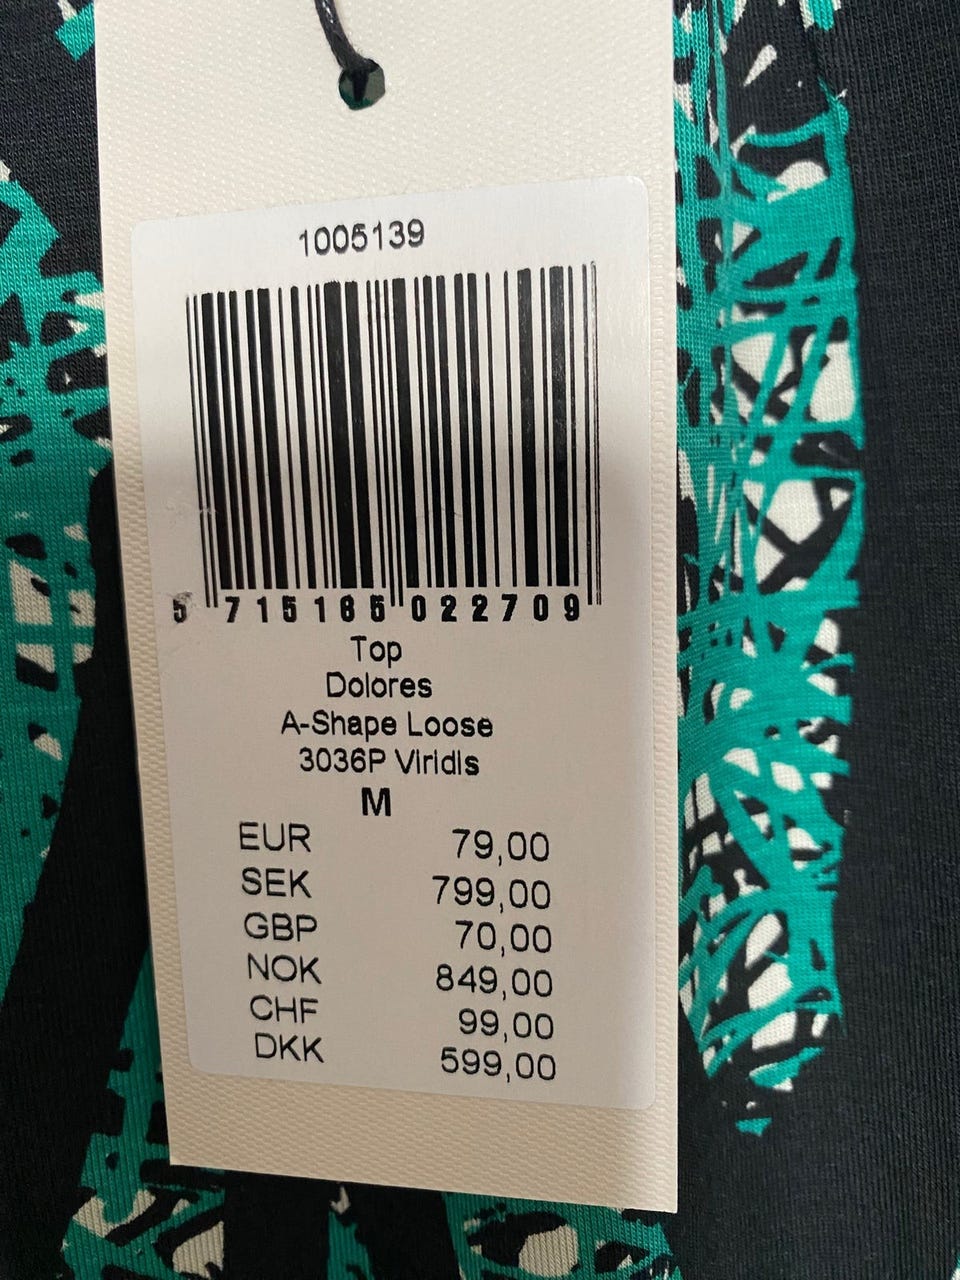 1005139
5 715165 022709
Top
Dolores
A-Shape Loose
3036P Viridis
M
EUR 79,00
SEK 799,00
GBP 70,00
NOK 849,00
CHF 99,00
DKK 599,00